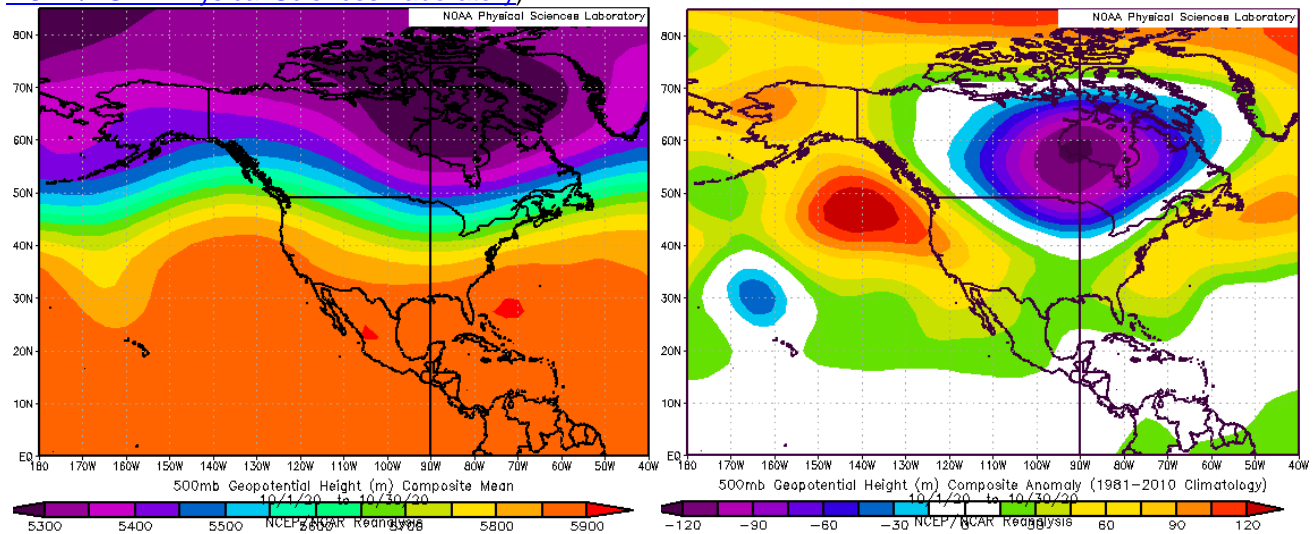 NOAA Physical Sciences Laboratory
NOAA Physical Sciences Laboratory
80N
80N
70N
70N
60N
60N
50N
50N
40N
40N
30N
30N
20N
20N
10N
10N
EQ
EQ
180 170W 160W 150W 140W 130W 120W 110W 100W 90W 80W 70W 60W 50W 40W
180 170W 160W 150W 140W 130W 120W 110W 100W 90W 80W 70W 60W 50W 40W
500mb Geopotential Height (m) Composite Mean
500mb Geopotential Height (m) Composite Anomaly (1981-2010 Climatology)
10/1/20 to 10/30/20
10/1/20 to 10/30/20
5300 5400 5500 5600 5700 5800 5900
-120 -90 -60 -30 0 30 60 90 120
NCEP/NCAR Reanalysis
NCEP/NCAR Reanalysis